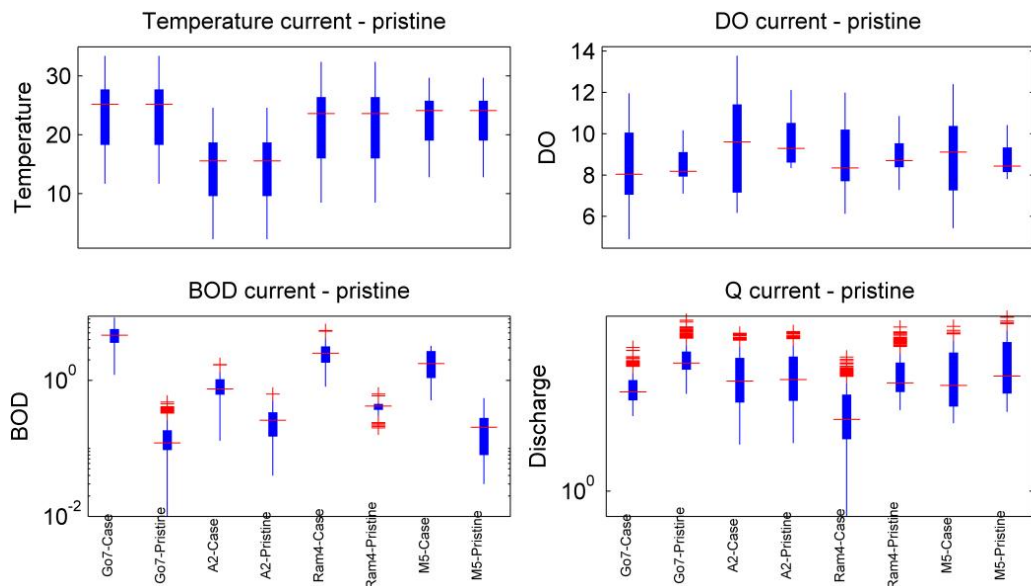 Temperature current - pristine
Temperature
30
20
10
DO current - pristine
DO
14
12
10
8
6
BOD current - pristine
BOD
10^0
10^-2
Go7-Case
Go7-Pristine
A2-Case
A2-Pristine
Ram4-Case
Ram4-Pristine
M5-Case
M5-Pristine
Q current - pristine
Discharge
10^0
Go7-Case
Go7-Pristine
A2-Case
A2-Pristine
Ram4-Case
Ram4-Pristine
M5-Case
M5-Pristine